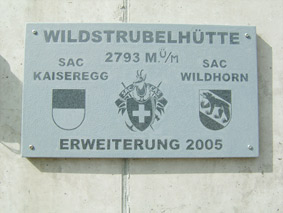 WILDSTRUBELHÜTTE
2793 M.Ü/M
SAC KAISEREGG
SAC WILDHORN
ERWEITERUNG 2005